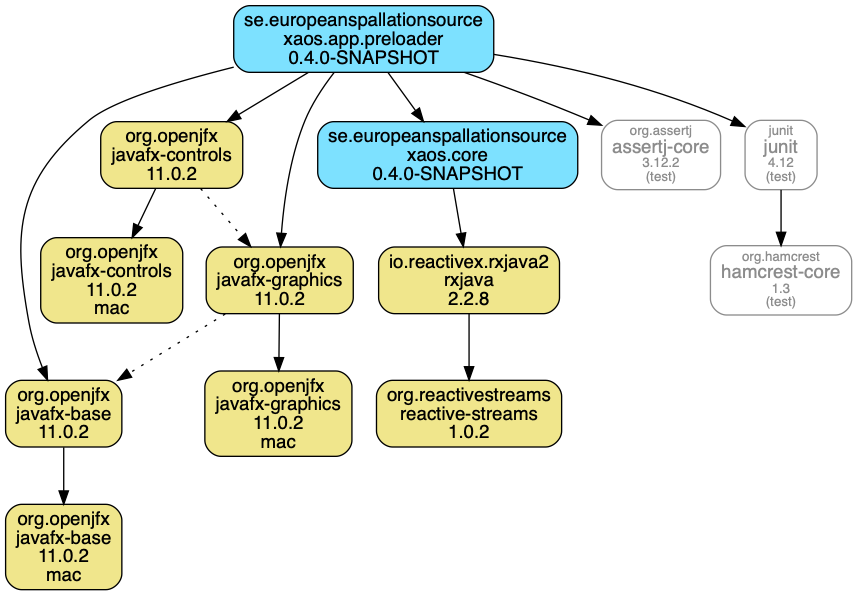 se.europeanspallationsource
xaos.app.preloader
0.4.0-SNAPSHOT
org.openjfx
javafx-controls
11.0.2
se.europeanspallationsource
xaos.core
0.4.0-SNAPSHOT
org.assertj
assertj-core
3.12.2
(test)
junit
junit
4.12
(test)
org.openjfx
javafx-controls
11.0.2
mac
org.openjfx
javafx-graphics
11.0.2
io.reactivex.rxjava2
rxjava
2.2.8
org.hamcrest
hamcrest-core
1.3
(test)
org.openjfx
javafx-base
11.0.2
org.openjfx
javafx-graphics
11.0.2
mac
org.reactivestreams
reactive-streams
1.0.2
org.openjfx
javafx-base
11.0.2
mac